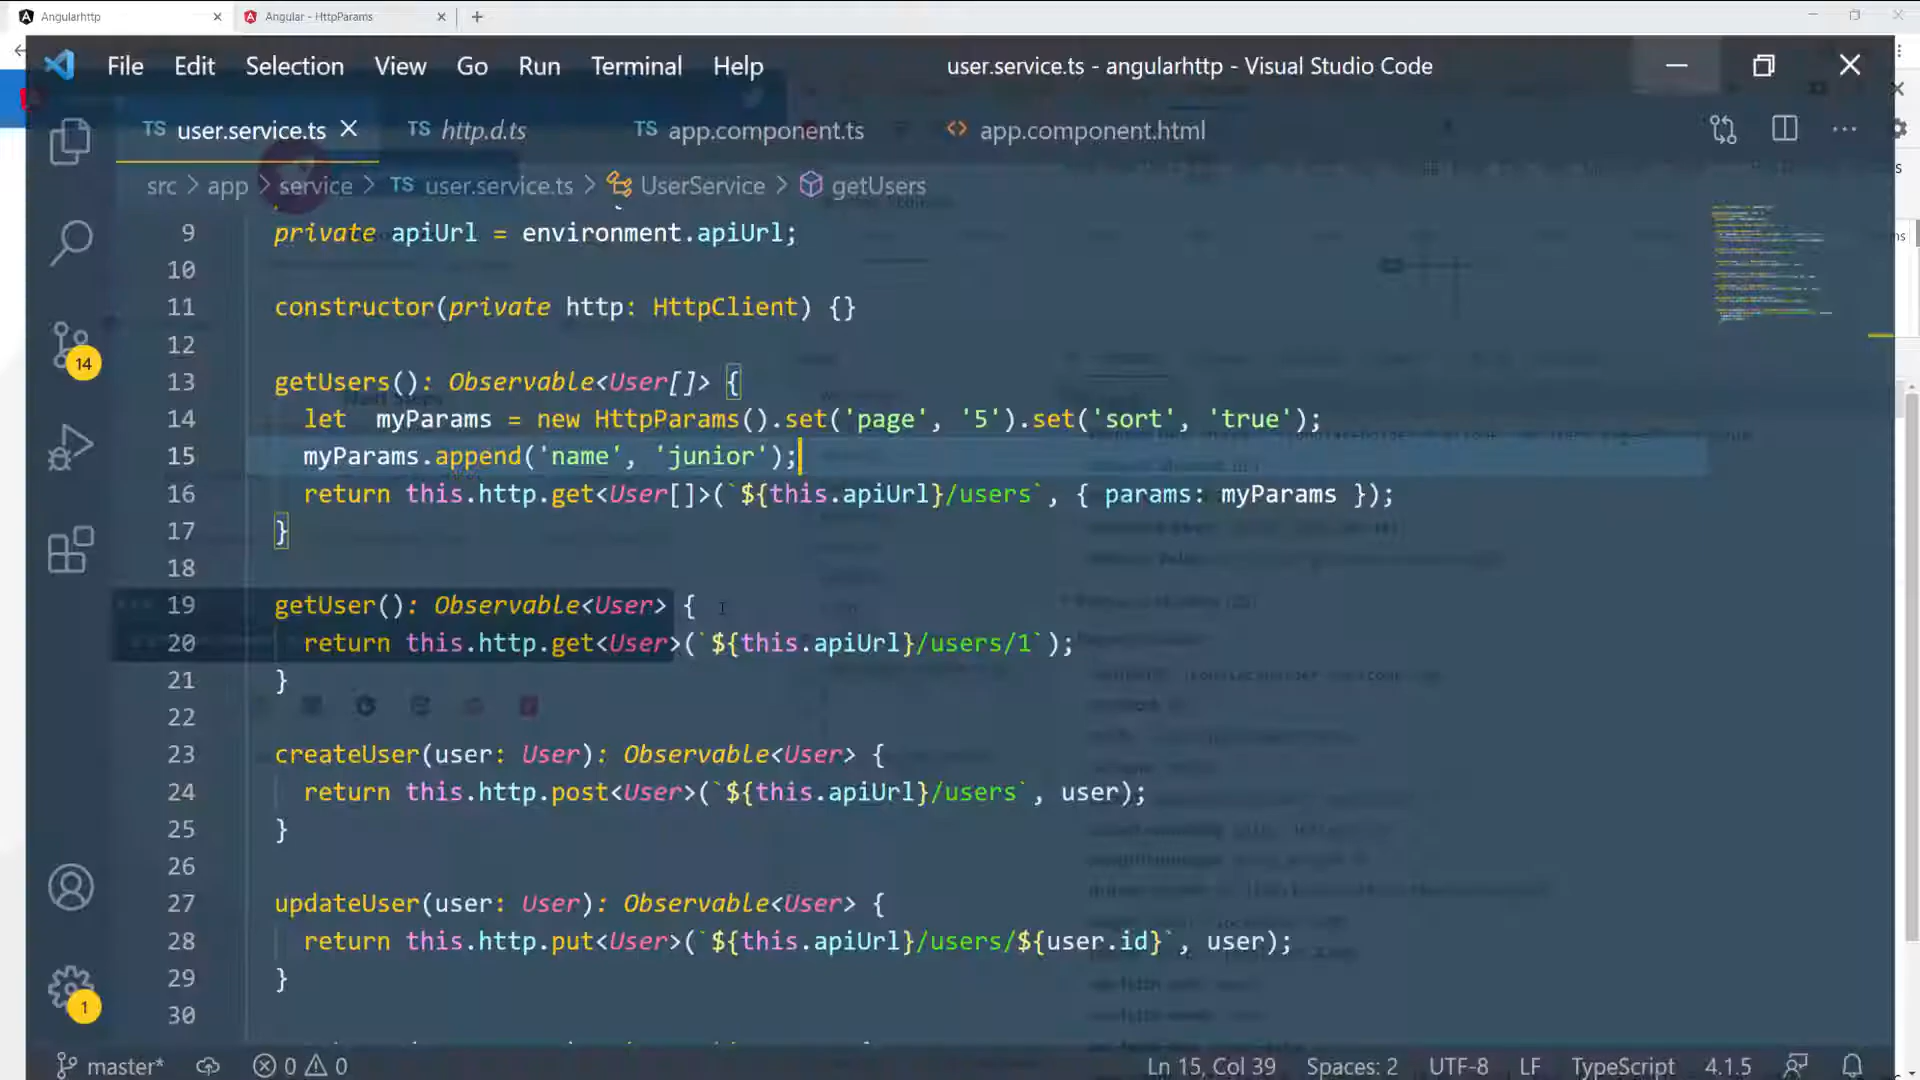 Angularhttp
Angular - HttpParams
File Edit Selection View Go Run Terminal Help
user.service.ts - angularhttp - Visual Studio Code
TS user.service.ts
TS http.d.ts
TS app.component.ts
<> app.component.html
src > app > service > TS user.service.ts > UserService > getUsers
9 private apiUrl = environment.apiUrl;
10
11 constructor(private http: HttpClient) {}
12
13 getUsers(): Observable<User[]> {
14 let  myParams = new HttpParams().set('page', '5').set('sort', 'true');
15 myParams.append('name', 'junior');
16 return this.http.get<User[]>(`${this.apiUrl}/users`, { params: myParams });
17 }
18
19 getUser(): Observable<User> {
20 return this.http.get<User>(`${this.apiUrl}/users/1`);
21 }
22
23 createUser(user: User): Observable<User> {
24 return this.http.post<User>(`${this.apiUrl}/users`, user);
25 }
26
27 updateUser(user: User): Observable<User> {
28 return this.http.put<User>(`${this.apiUrl}/users/${user.id}`, user);
29 }
30
14
1
master* 0 0
Ln 15, Col 39 Spaces: 2 UTF-8 LF TypeScript 4.1.5